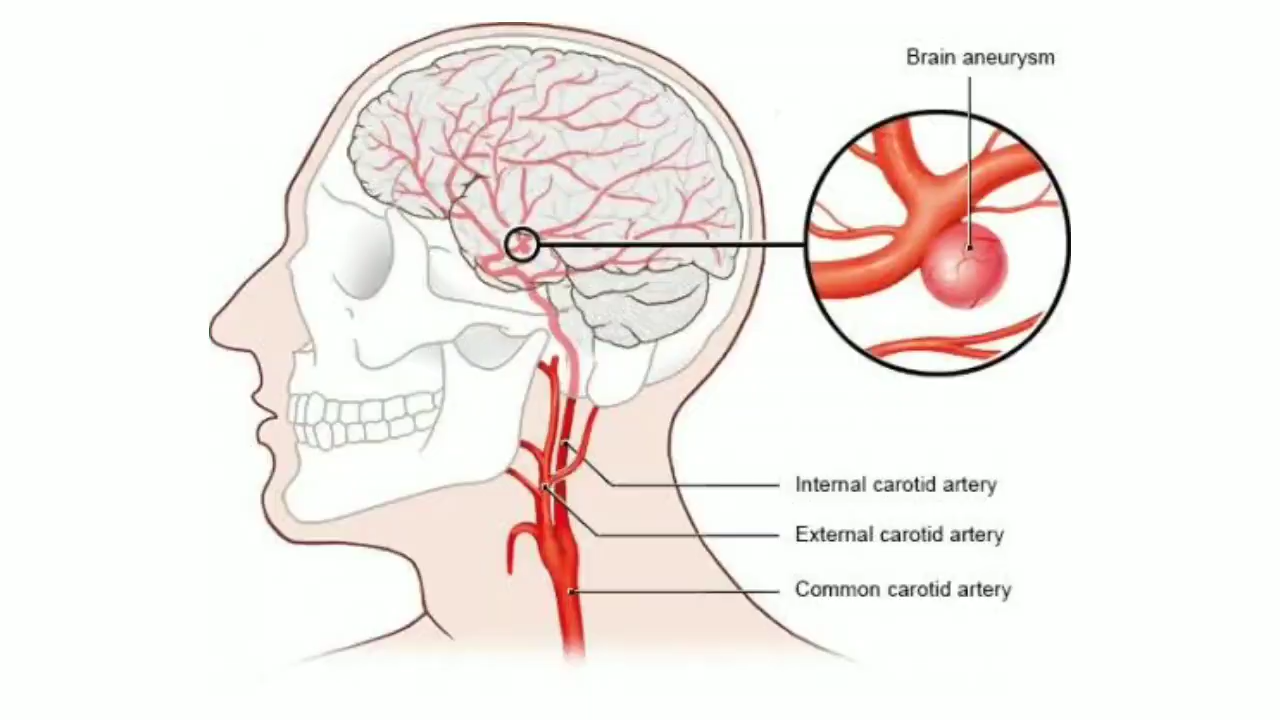 Brain aneurysm
Internal carotid artery
External carotid artery
Common carotid artery